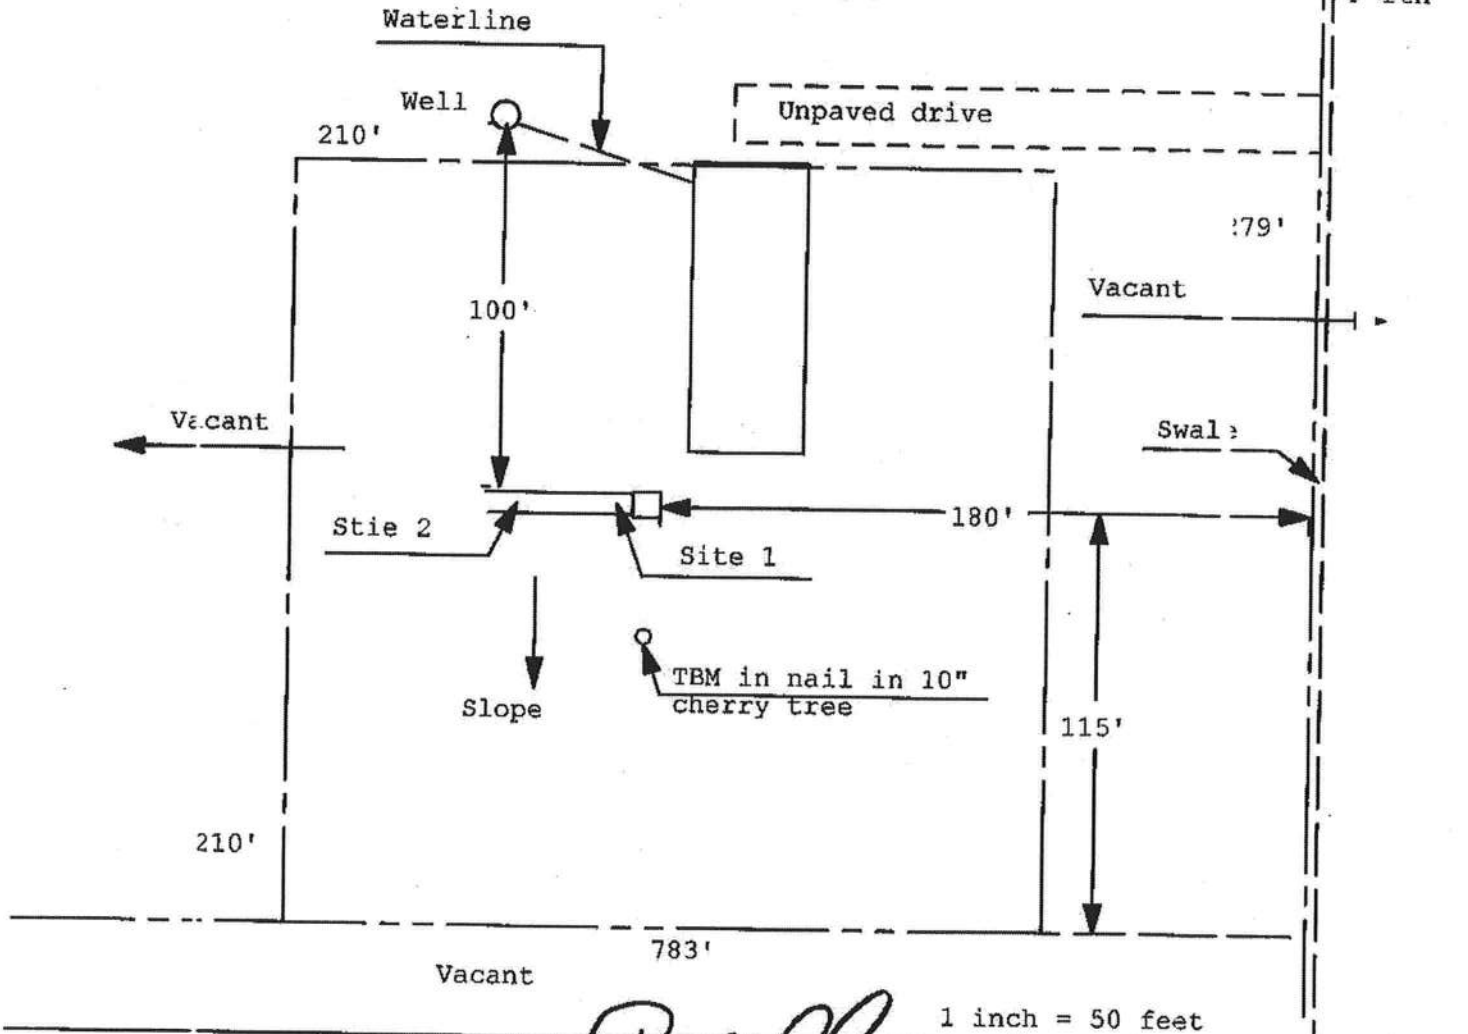 Waterline
Well
Unpaved drive
210'
:79'
100'
Vacant
Vacant
Swale
180'
Stie 2
Site 1
TBM in nail in 10"
cherry tree
Slope
115'
210'
783'
Vacant
1 inch = 50 feet